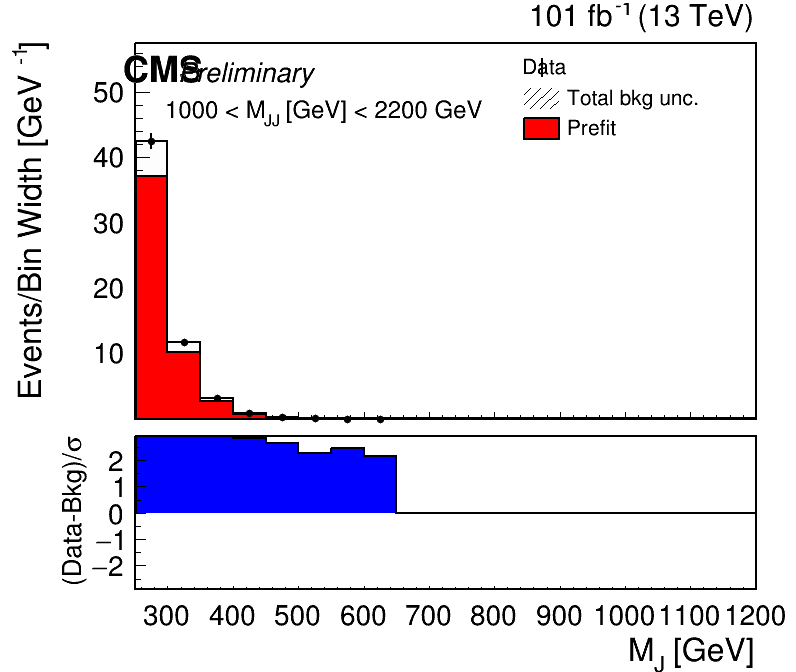 101 fb⁻¹ (13 TeV)
CMS Preliminary
Data
1000 < M_JJ [GeV] < 2200 GeV
Total bkg unc.
Prefit
Events/Bin Width [GeV⁻¹]
50
40
30
20
10
(Data-Bkg)/σ
2
1
0
−1
−2
300 400 500 600 700 800 900 1000 1100 1200
M_J [GeV]